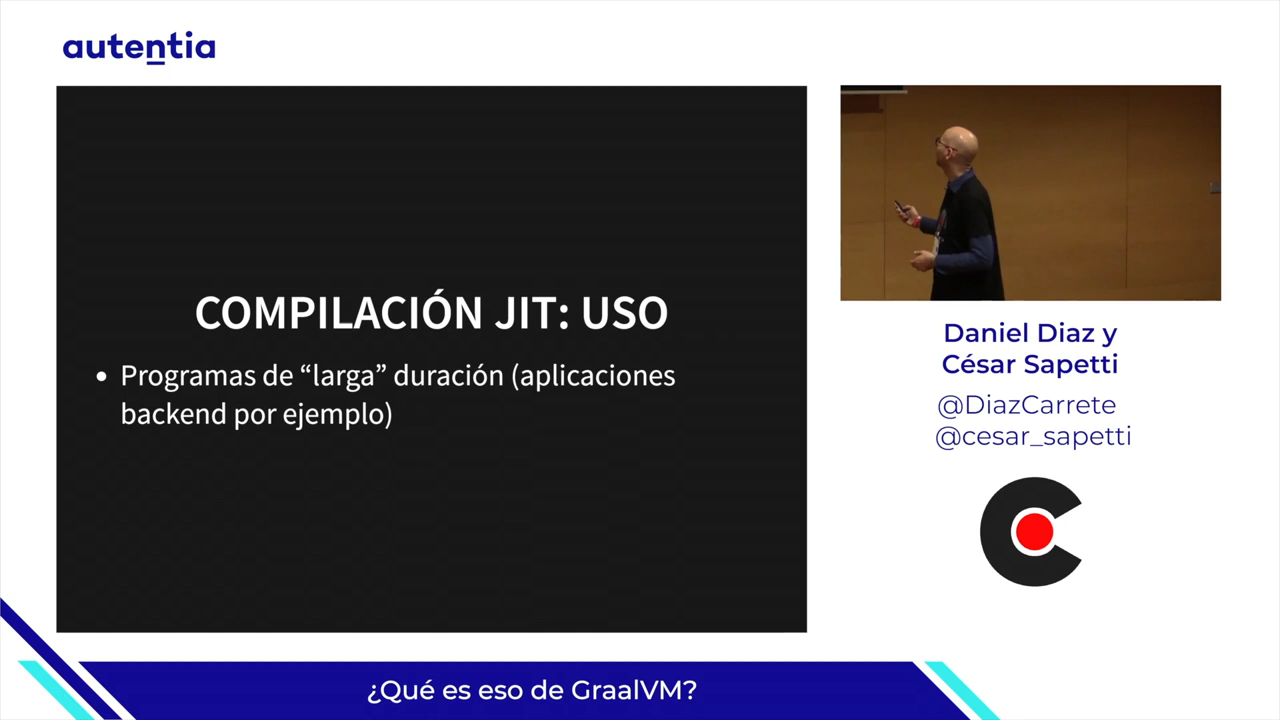 autentia
COMPILACIÓN JIT: USO
• Programas de “larga” duración (aplicaciones
backend por ejemplo)
Daniel Diaz y
César Sapetti
@DiazCarrete
@cesar_sapetti
¿Qué es eso de GraalVM?